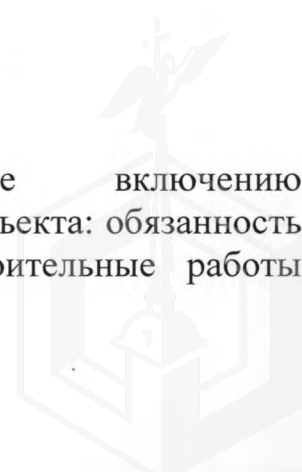 е включению
ъекта: обязанность
оительные работы